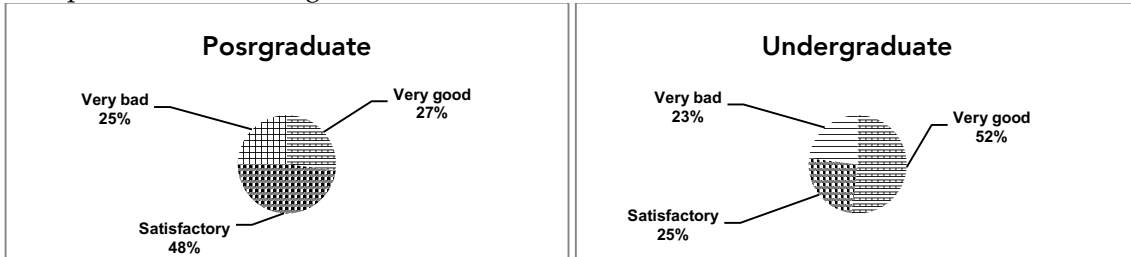 Posrgraduate
Very bad
25%
Very good
27%
Satisfactory
48%
Undergraduate
Very bad
23%
Very good
52%
Satisfactory
25%